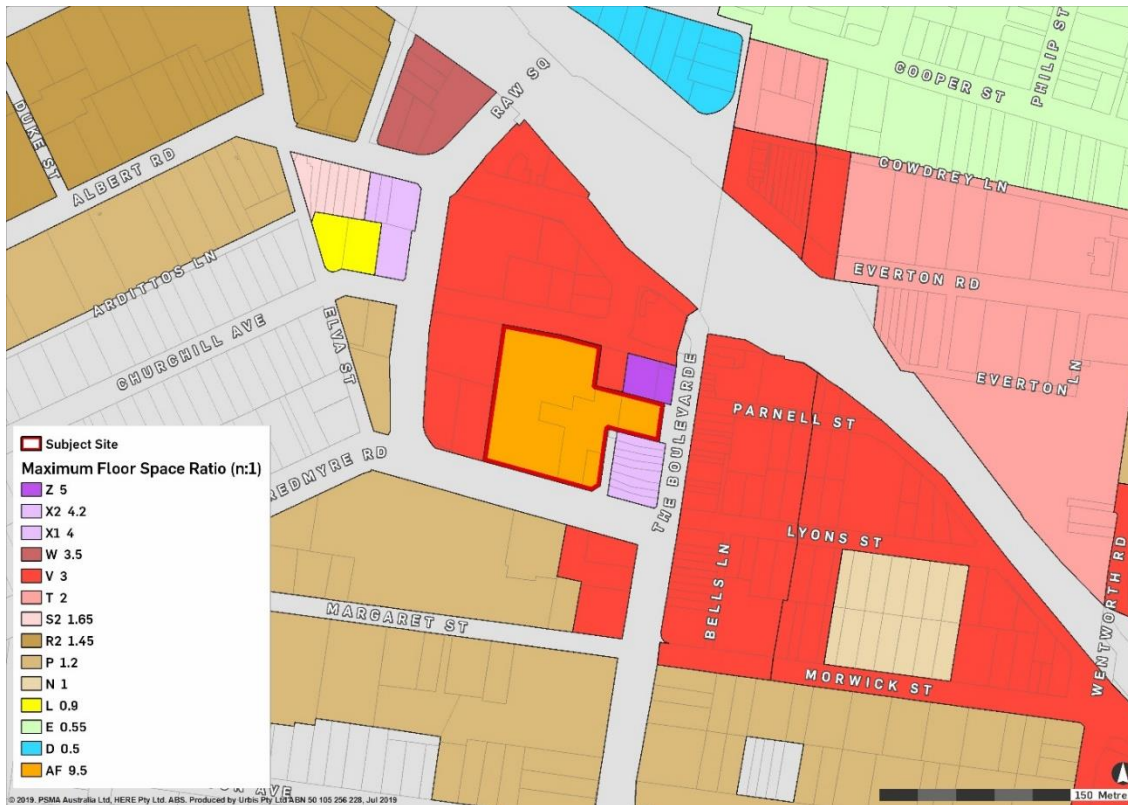 RAW SQ
COOPER ST
PHILIP ST
DUKE ST
ALBERT RD
COWDREY LN
ARDITTOS LN
EVERTON RD
CHURCHILL AVE
ELVA ST
EVERTON LN
THE BOULEVARDE
PARNELL ST
REDMYRE RD
LYONS ST
BELLS LN
WENTWORTH RD
MARGARET ST
MORWICK ST
Subject Site
Maximum Floor Space Ratio (n:1)
Z 5
X2 4.2
X1 4
W 3.5
V 3
T 2
S2 1.65
R2 1.45
P 1.2
N 1
L 0.9
E 0.55
D 0.5
AF 9.5
AVE
150 Metre
© 2019. PSMA Australia Ltd, HERE Pty Ltd. ABS. Produced by Urbis Pty Ltd ABN 50 105 256 228, Jul 2019